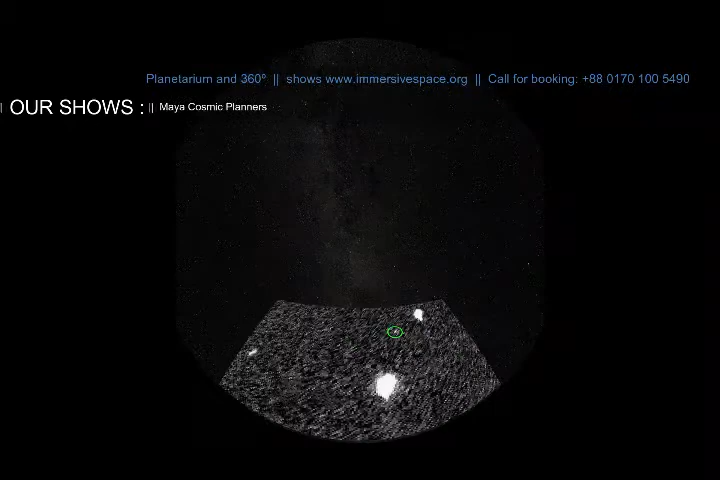 Planetarium and 360° || shows www.immersivespace.org || Call for booking: +88 0170 100 5490
| OUR SHOWS : || Maya Cosmic Planners